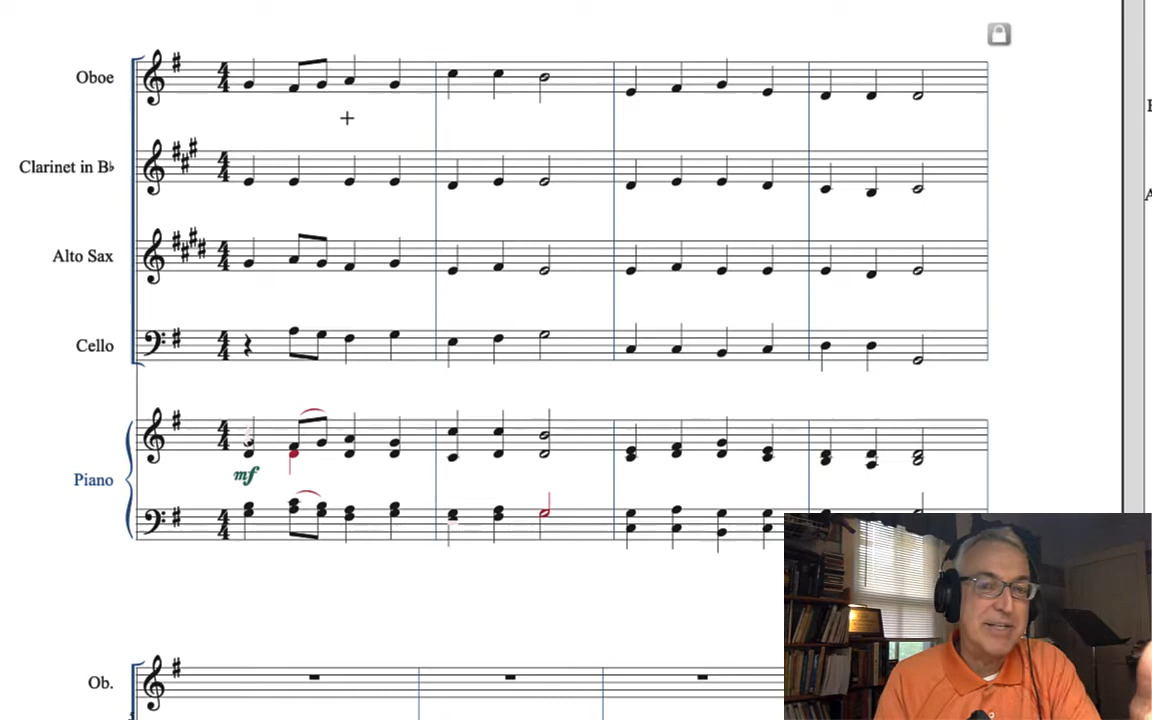 Oboe
Clarinet in B♭
Alto Sax
Cello
mf
Piano
Ob.